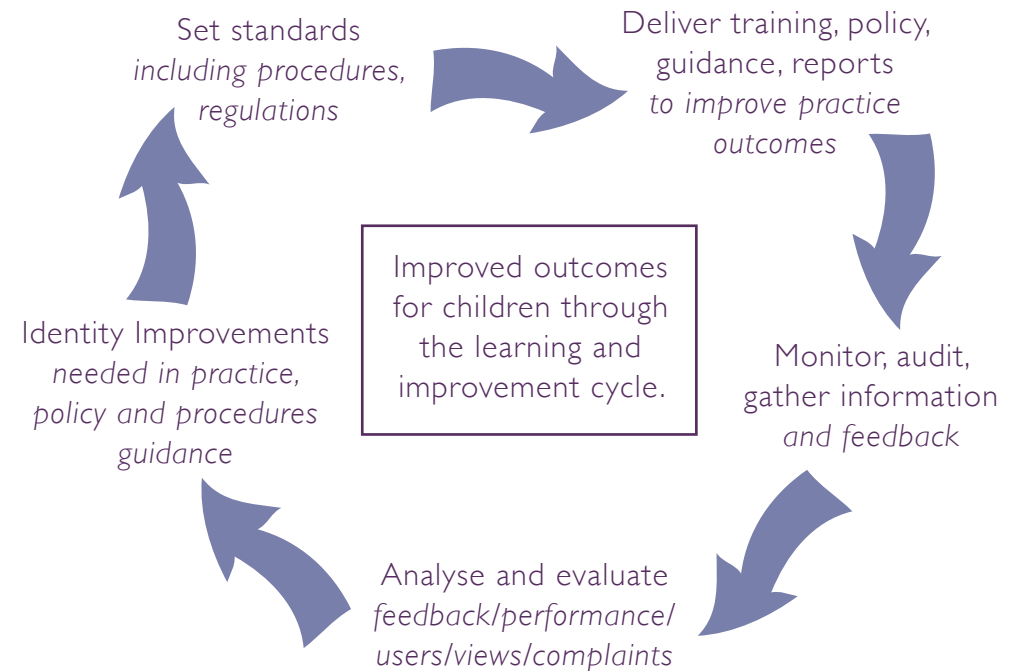 Set standards
including procedures,
regulations
Deliver training, policy,
guidance, reports
to improve practice
outcomes
Improved outcomes
for children through
the learning and
improvement cycle.
Identity Improvements
needed in practice,
policy and procedures
guidance
Monitor, audit,
gather information
and feedback
Analyse and evaluate
feedback/performance/
users/views/complaints